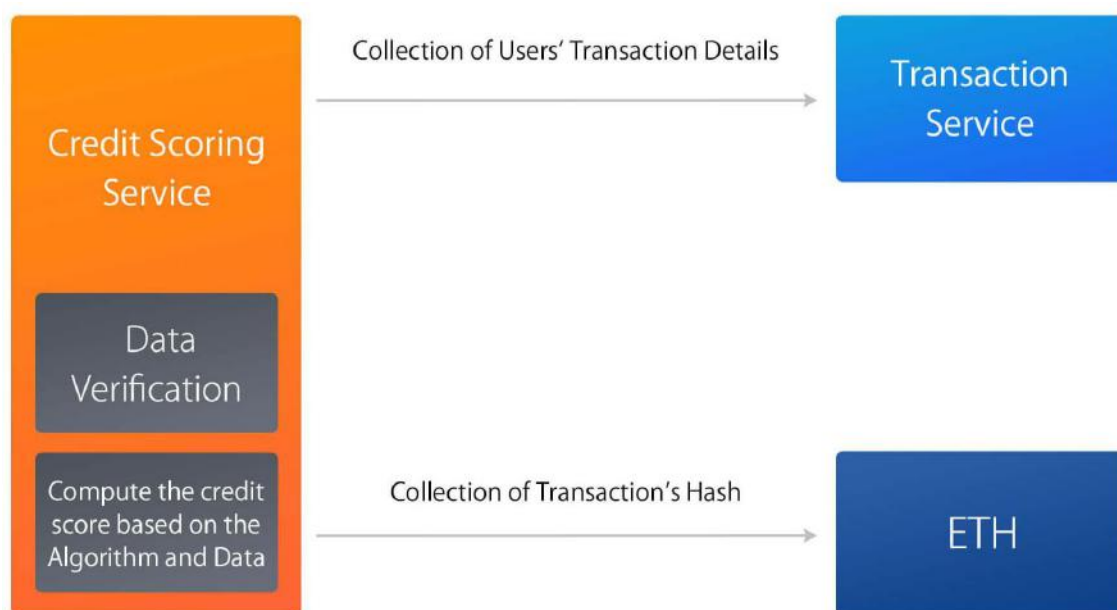 Collection of Users’ Transaction Details
Transaction
Service
Credit Scoring
Service
Data
Verification
Compute the credit
score based on the
Algorithm and Data
Collection of Transaction’s Hash
ETH